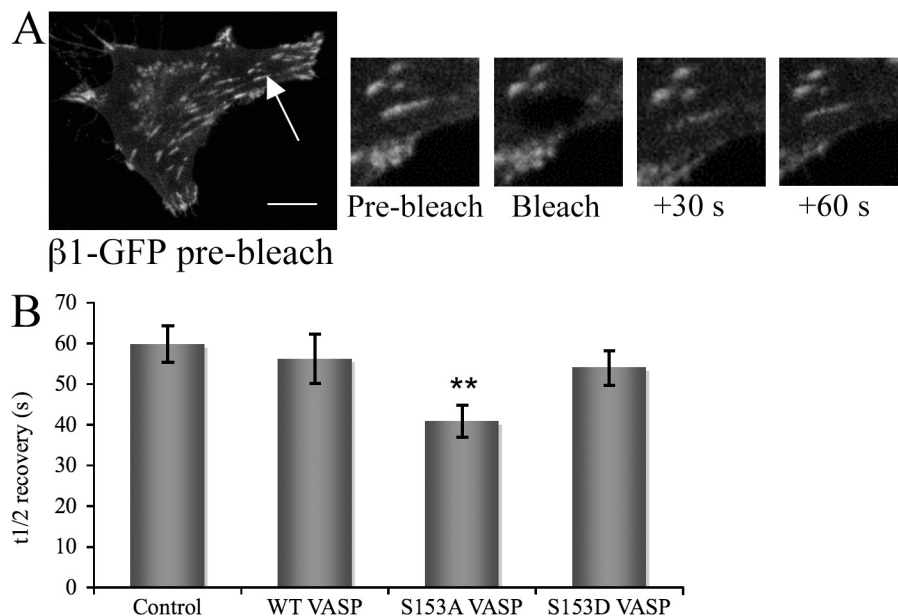 A
β1-GFP pre-bleach
Pre-bleach
Bleach
+30 s
+60 s
B
t1/2 recovery (s)
70
60
50
40
30
20
10
0
**
Control
WT VASP
S153A VASP
S153D VASP